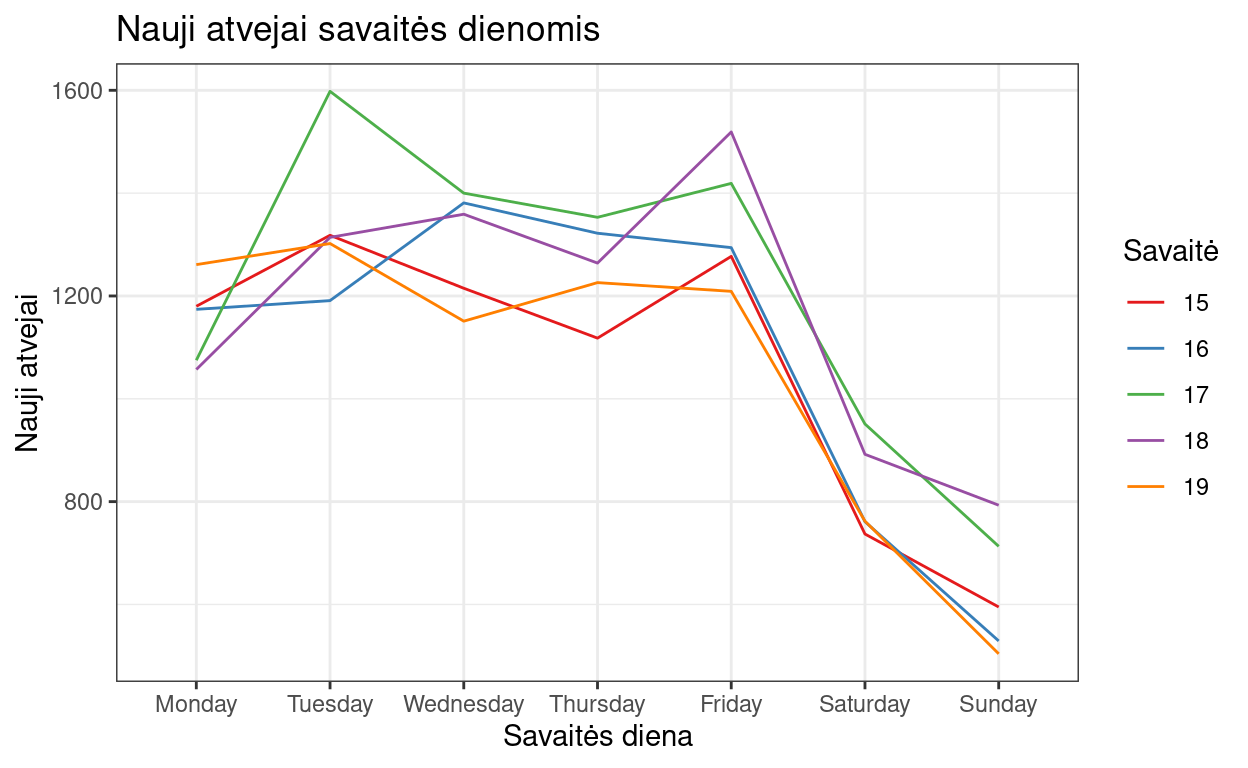 Nauji atvejai savaitės dienomis
1600
1200
800
Nauji atvejai
Monday Tuesday Wednesday Thursday Friday Saturday Sunday
Savaitės diena
Savaitė
15
16
17
18
19